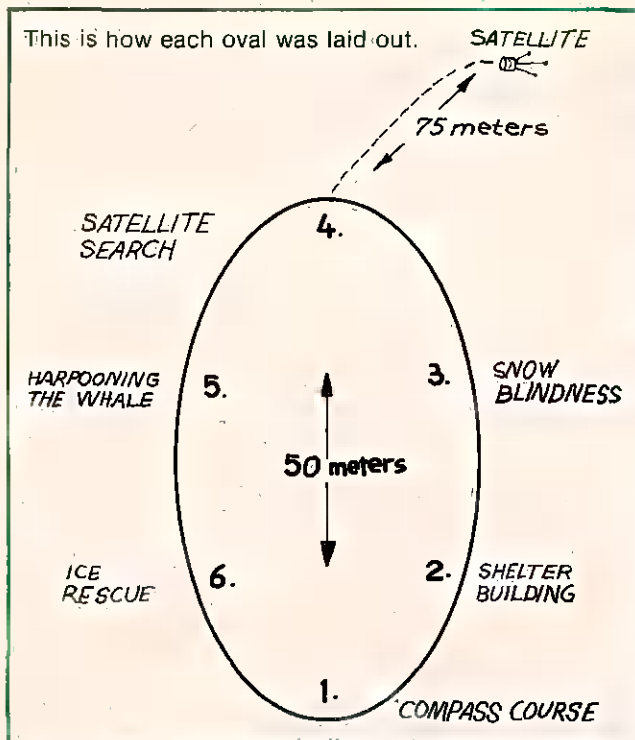 This is how each oval was laid out.
SATELLITE
75 meters
4.
SATELLITE
SEARCH
HARPOONING
THE WHALE
5.
3.
SNOW
BLINDNESS
50 meters
ICE
RESCUE
6.
2.
SHELTER
BUILDING
1.
COMPASS COURSE